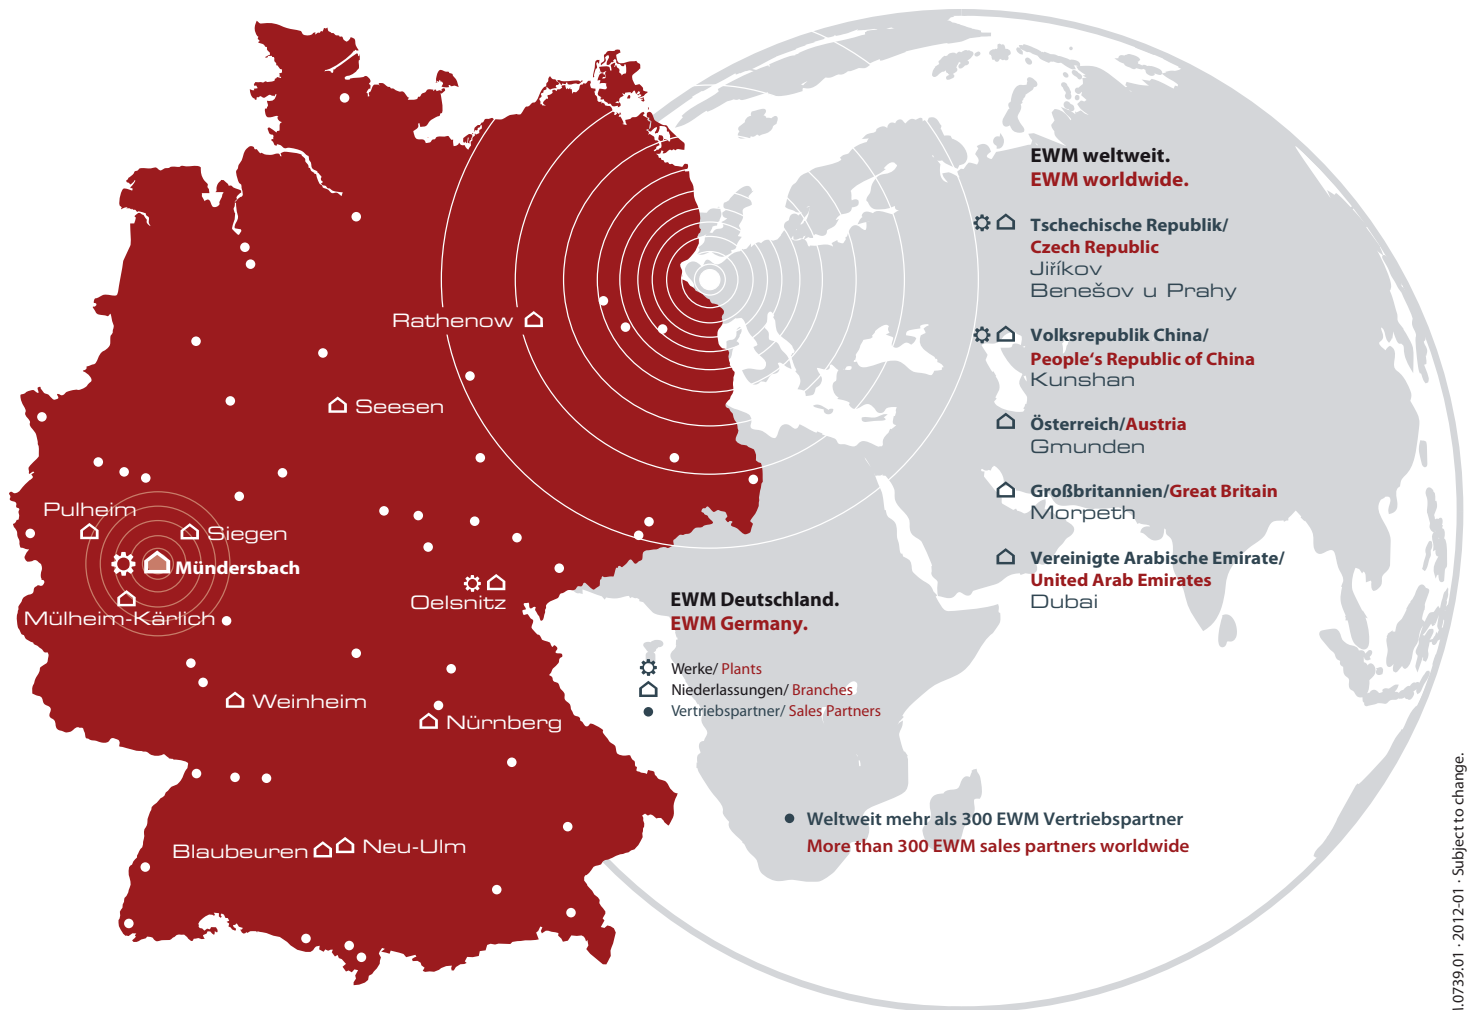 Rathenow
Seesen
Pulheim
Siegen
Mündersbach
Mülheim-Kärlich
Oelsnitz
Weinheim
Nürnberg
Blaubeuren
Neu-Ulm
EWM weltweit.
EWM worldwide.
Tschechische Republik/
Czech Republic
Jiříkov
Benešov u Prahy
Volksrepublik China/
People‘s Republic of China
Kunshan
Österreich/Austria
Gmunden
Großbritannien/Great Britain
Morpeth
Vereinigte Arabische Emirate/
United Arab Emirates
Dubai
EWM Deutschland.
EWM Germany.
Werke/ Plants
Niederlassungen/ Branches
Vertriebspartner/ Sales Partners
Weltweit mehr als 300 EWM Vertriebspartner
More than 300 EWM sales partners worldwide
.0739.01 · 2012-01 · Subject to change.